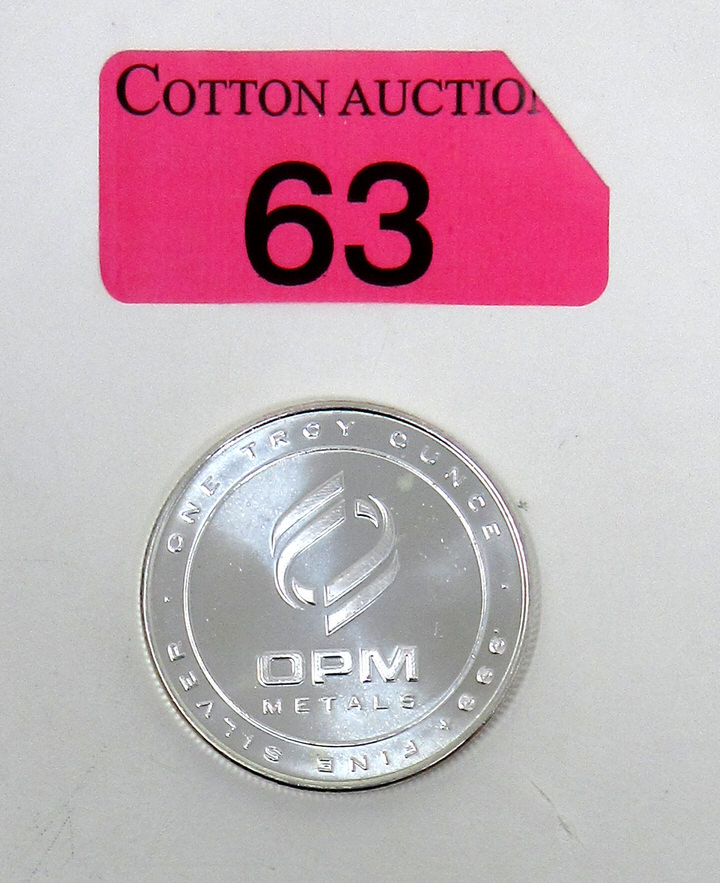 COTTON AUCTIO
63
ONE TROY OUNCE · .999+ FINE SILVER ·
OPM
METALS